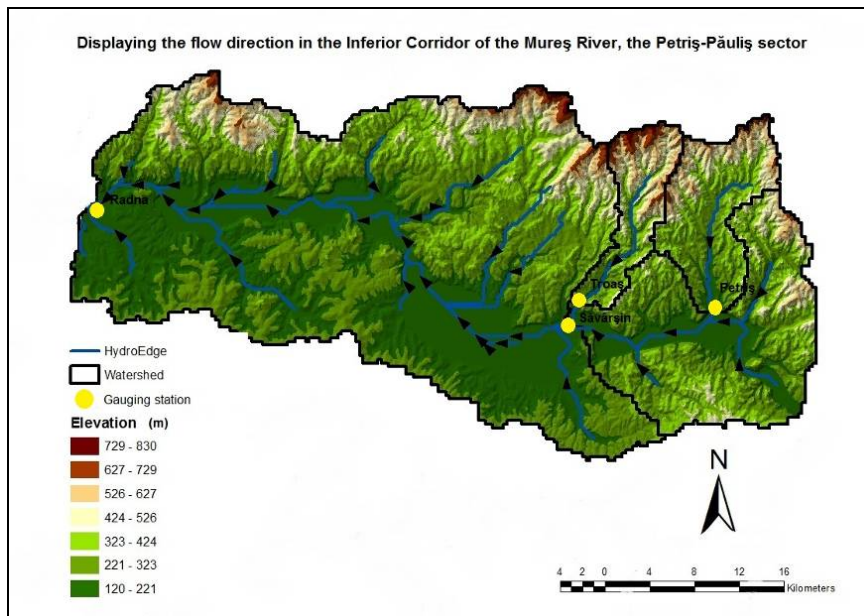 Displaying the flow direction in the Inferior Corridor of the Mureş River, the Petriş-Păuliş sector
Radna
Troaş
Petriş
Săvârşin
HydroEdge
Watershed
Gauging station
Elevation (m)
729 - 830
627 - 729
526 - 627
424 - 526
323 - 424
221 - 323
120 - 221
N
4 2 0 4 8 12 16
Kilometers